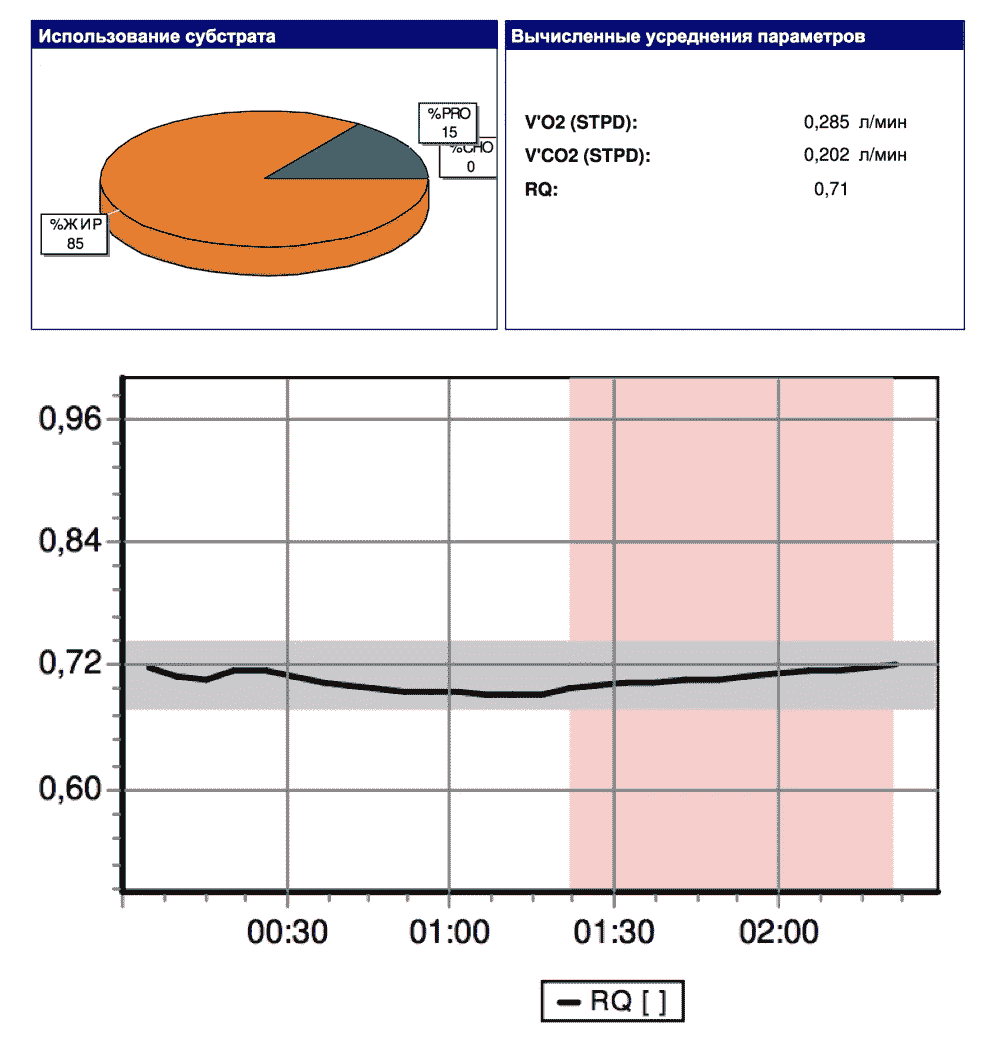 Использование субстрата
%PRO
15
%CHO
0
%ЖИР
85
Вычисленные усреднения параметров
V'O2 (STPD): 0,285 л/мин
V'CO2 (STPD): 0,202 л/мин
RQ: 0,71
0,96
0,84
0,72
0,60
00:30 01:00 01:30 02:00
RQ [ ]